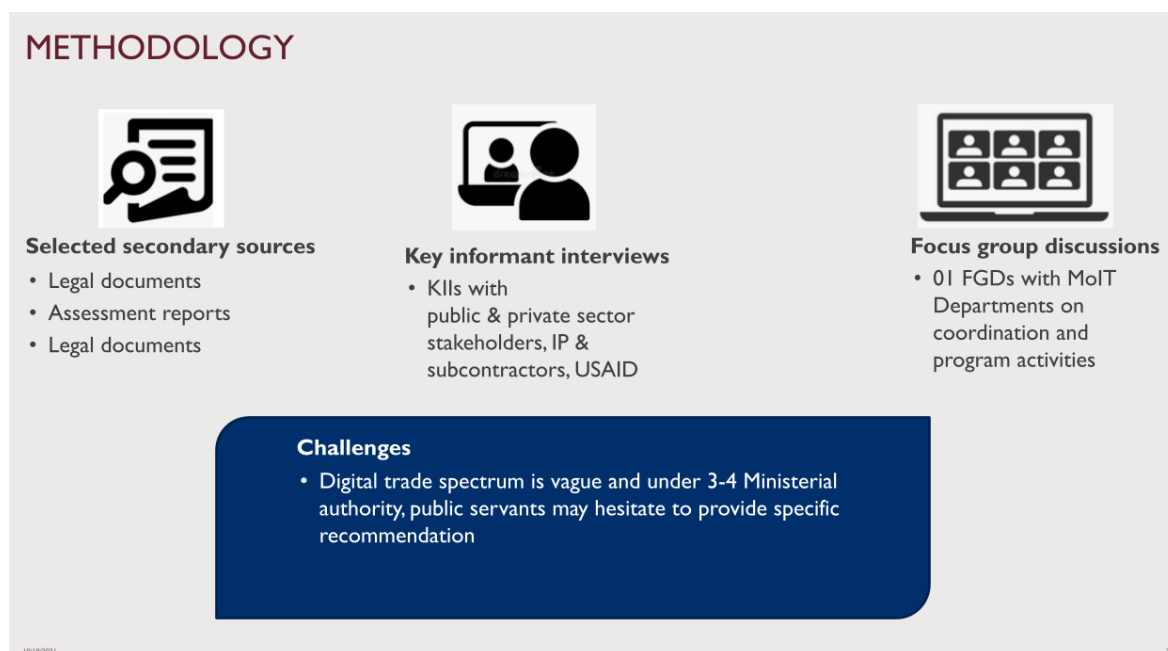 METHODOLOGY
Selected secondary sources
• Legal documents
• Assessment reports
• Legal documents
Key informant interviews
• KIIs with
public & private sector
stakeholders, IP &
subcontractors, USAID
Focus group discussions
• 01 FGDs with MoIT
Departments on
coordination and
program activities
Challenges
• Digital trade spectrum is vague and under 3-4 Ministerial
authority, public servants may hesitate to provide specific
recommendation